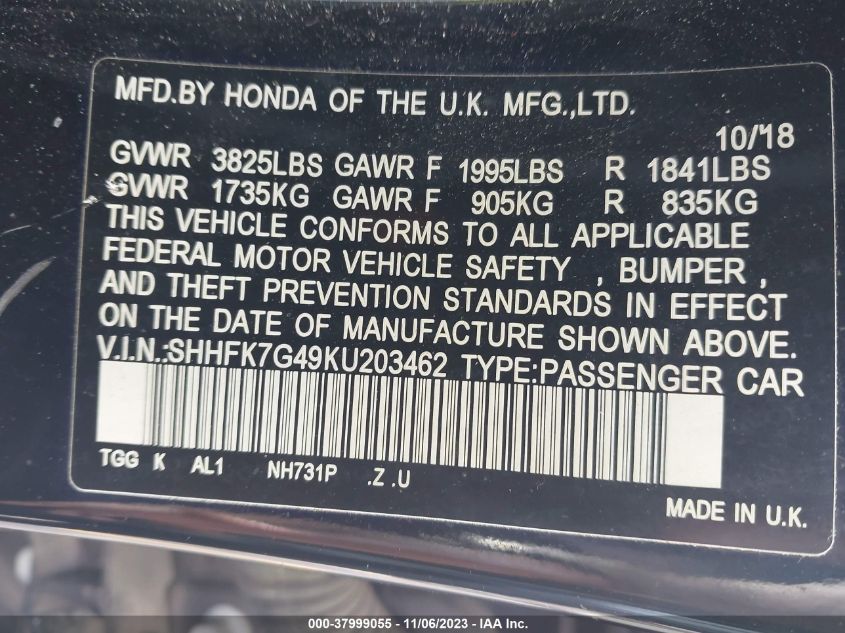 MFD.BY HONDA OF THE U.K. MFG.,LTD.
10/18
GVWR 3825LBS GAWR F 1995LBS R 1841LBS
GVWR 1735KG GAWR F 905KG R 835KG
THIS VEHICLE CONFORMS TO ALL APPLICABLE
FEDERAL MOTOR VEHICLE SAFETY , BUMPER ,
AND THEFT PREVENTION STANDARDS IN EFFECT
ON THE DATE OF MANUFACTURE SHOWN ABOVE.
V.I.N.:SHHFK7G49KU203462 TYPE:PASSENGER CAR
TGG K AL1 NH731P .Z .U
MADE IN U.K.
000-37999055 - 11/06/2023 - IAA Inc.